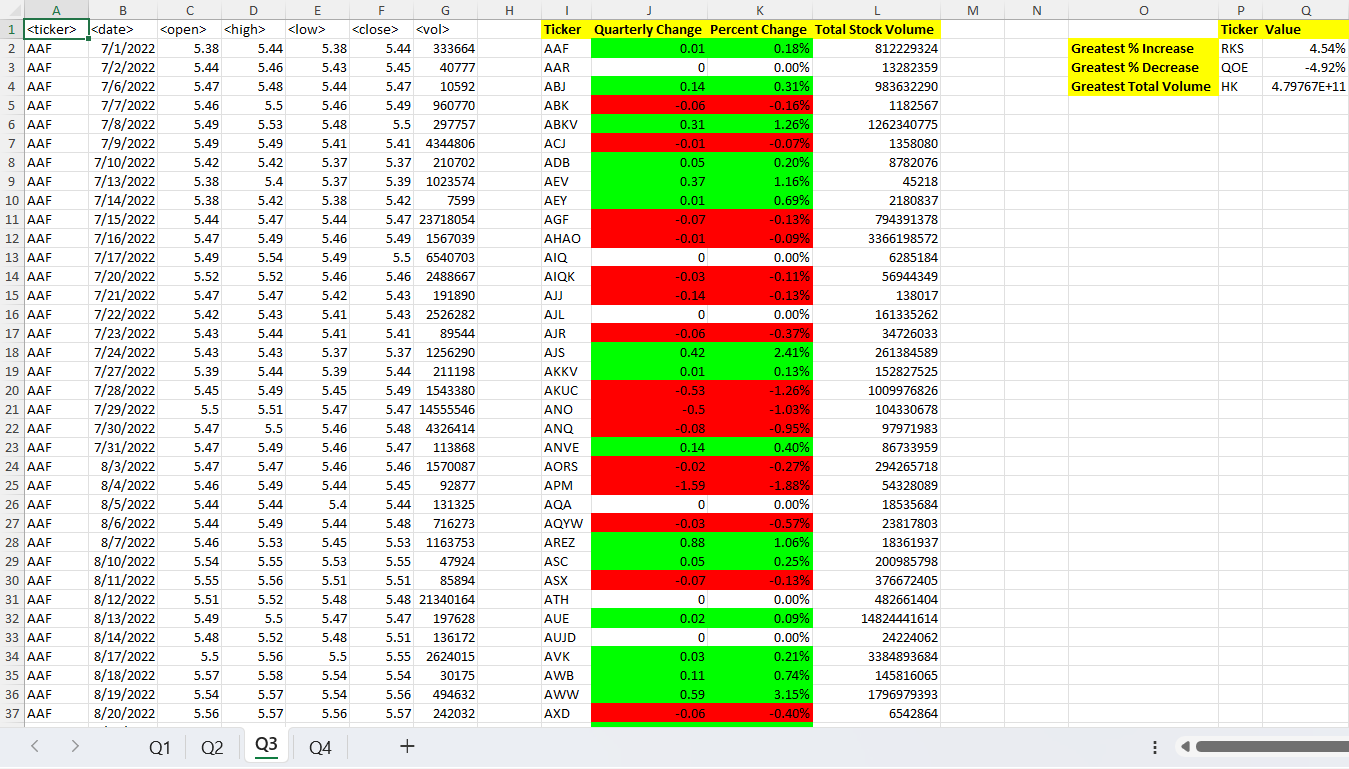 A B C D E F G H I J K L M N O P Q
1 <ticker> <date> <open> <high> <low> <close> <vol> Ticker Quarterly Change Percent Change Total Stock Volume Ticker Value
2 AAF 7/1/2022 5.38 5.44 5.38 5.44 333664 AAF 0.01 0.18% 812229324 Greatest % Increase RKS 4.54%
3 AAF 7/2/2022 5.44 5.46 5.43 5.45 40777 AAR 0 0.00% 13282359 Greatest % Decrease QOE -4.92%
4 AAF 7/6/2022 5.47 5.48 5.44 5.47 10592 ABJ 0.14 0.31% 983632290 Greatest Total Volume HK 4.79767E+11
5 AAF 7/7/2022 5.46 5.5 5.46 5.49 960770 ABK -0.06 -0.16% 1182567
6 AAF 7/8/2022 5.49 5.53 5.48 5.5 297757 ABKV 0.31 1.26% 1262340775
7 AAF 7/9/2022 5.49 5.49 5.41 5.41 4344806 ACJ -0.01 -0.07% 1358080
8 AAF 7/10/2022 5.42 5.42 5.37 5.37 210702 ADB 0.05 0.20% 8782076
9 AAF 7/13/2022 5.38 5.4 5.37 5.39 1023574 AEV 0.37 1.16% 45218
10 AAF 7/14/2022 5.38 5.42 5.38 5.42 7599 AEY 0.01 0.69% 2180837
11 AAF 7/15/2022 5.44 5.47 5.44 5.47 23718054 AGF -0.07 -0.13% 794391378
12 AAF 7/16/2022 5.47 5.49 5.46 5.49 1567039 AHAO -0.01 -0.09% 3366198572
13 AAF 7/17/2022 5.49 5.54 5.49 5.5 6540703 AIQ 0 0.00% 6285184
14 AAF 7/20/2022 5.52 5.52 5.46 5.46 2488667 AIQK -0.03 -0.11% 56944349
15 AAF 7/21/2022 5.47 5.47 5.42 5.43 191890 AJJ -0.14 -0.13% 138017
16 AAF 7/22/2022 5.42 5.43 5.41 5.43 2526282 AJL 0 0.00% 161335262
17 AAF 7/23/2022 5.43 5.44 5.41 5.41 89544 AJR -0.06 -0.37% 34726033
18 AAF 7/24/2022 5.43 5.43 5.37 5.37 1256290 AJS 0.42 2.41% 261384589
19 AAF 7/27/2022 5.39 5.44 5.39 5.44 211198 AKKV 0.01 0.13% 152827525
20 AAF 7/28/2022 5.45 5.49 5.45 5.49 1543380 AKUC -0.53 -1.26% 1009976826
21 AAF 7/29/2022 5.5 5.51 5.47 5.47 14555546 ANO -0.5 -1.03% 104330678
22 AAF 7/30/2022 5.47 5.5 5.46 5.48 4326414 ANQ -0.08 -0.95% 97971983
23 AAF 7/31/2022 5.47 5.49 5.46 5.47 113868 ANVE 0.14 0.40% 86733959
24 AAF 8/3/2022 5.47 5.47 5.46 5.46 1570087 AORS -0.02 -0.27% 294265718
25 AAF 8/4/2022 5.46 5.49 5.44 5.45 92877 APM -1.59 -1.88% 54328089
26 AAF 8/5/2022 5.44 5.44 5.4 5.44 131325 AQA 0 0.00% 18535684
27 AAF 8/6/2022 5.44 5.49 5.44 5.48 716273 AQYW -0.03 -0.57% 23817803
28 AAF 8/7/2022 5.46 5.53 5.45 5.53 1163753 AREZ 0.88 1.06% 18361937
29 AAF 8/10/2022 5.54 5.55 5.53 5.55 47924 ASC 0.05 0.25% 200985798
30 AAF 8/11/2022 5.55 5.56 5.51 5.51 85894 ASX -0.07 -0.13% 376672405
31 AAF 8/12/2022 5.51 5.52 5.48 5.48 21340164 ATH 0 0.00% 482661404
32 AAF 8/13/2022 5.49 5.5 5.47 5.47 197628 AUE 0.02 0.09% 14824441614
33 AAF 8/14/2022 5.48 5.52 5.48 5.51 136172 AUJD 0 0.00% 24224062
34 AAF 8/17/2022 5.5 5.56 5.5 5.55 2624015 AVK 0.03 0.21% 3384893684
35 AAF 8/18/2022 5.57 5.58 5.54 5.54 30175 AWB 0.11 0.74% 145816065
36 AAF 8/19/2022 5.54 5.57 5.54 5.56 494632 AWW 0.59 3.15% 1796979393
37 AAF 8/20/2022 5.56 5.57 5.56 5.57 242032 AXD -0.06 -0.40% 6542864
Q1 Q2 Q3 Q4